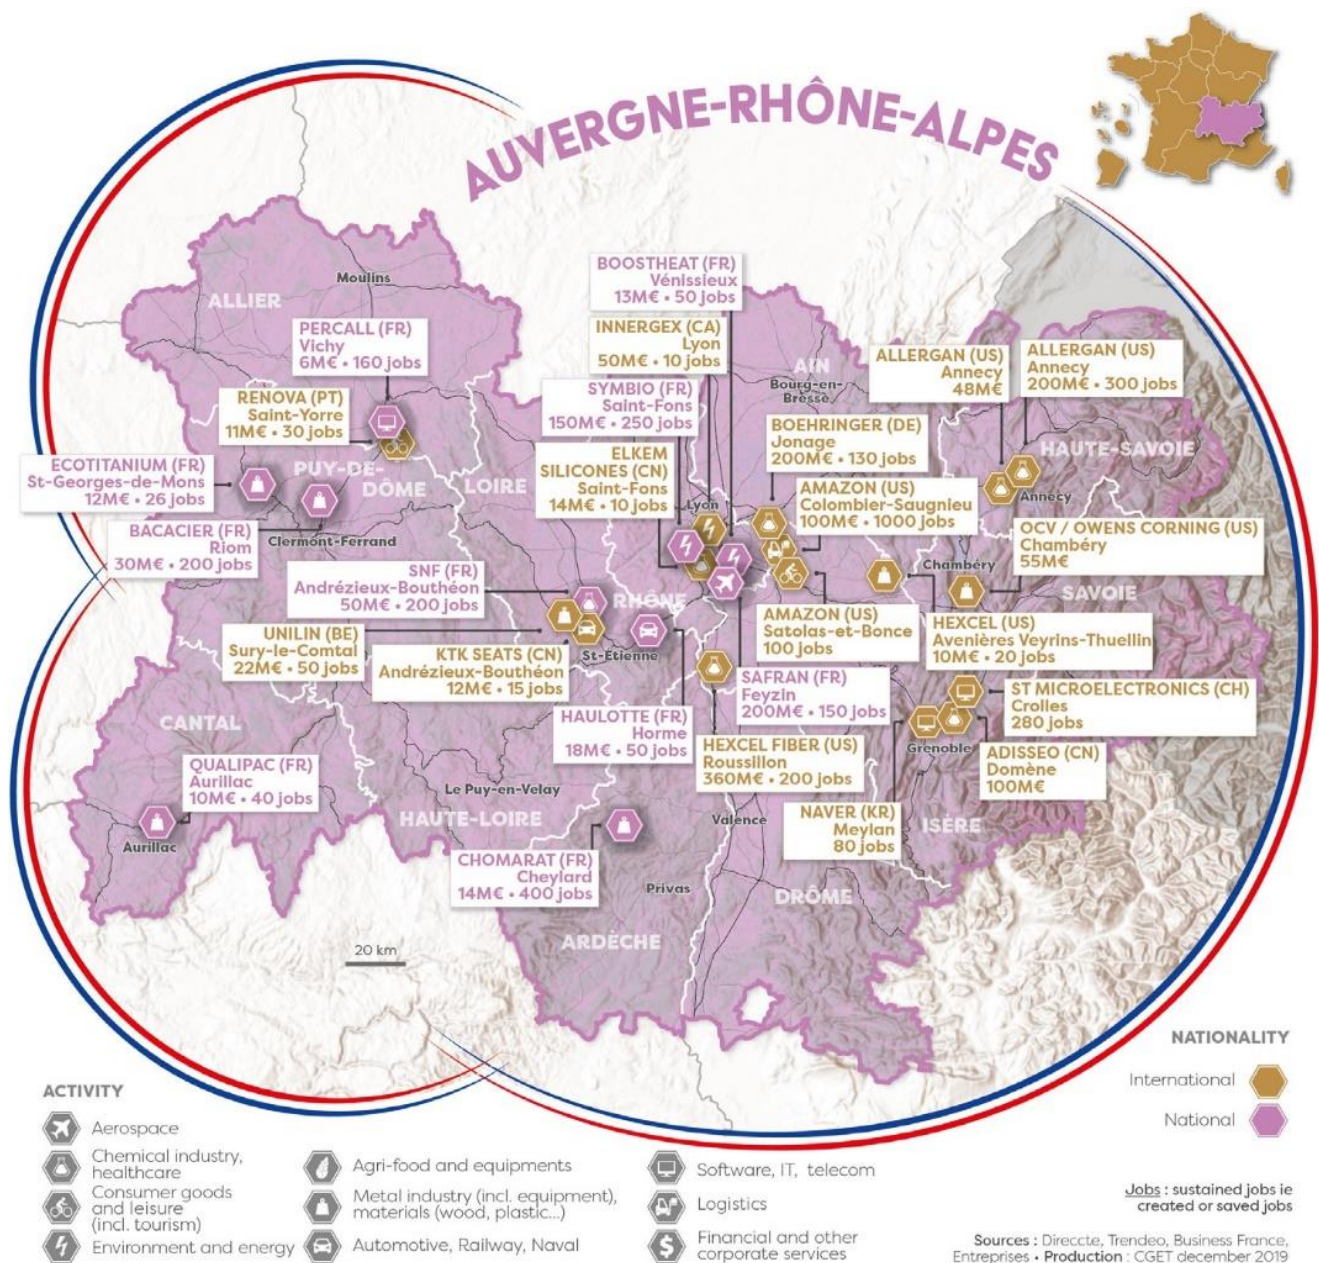 AUVERGNE-RHÔNE-ALPES
BOOSTHEAT (FR)
Vénissieux
13M€ • 50 jobs
Moulins
ALLIER
PERCALL (FR)
Vichy
6M€ • 160 jobs
INNERGEX (CA)
Lyon
50M€ • 10 jobs
AIN
Bourg-en-
Bresse
ALLERGAN (US)
Annecy
48M€
ALLERGAN (US)
Annecy
200M€ • 300 jobs
RENOVA (PT)
Saint-Yorre
11M€ • 30 jobs
SYMBIO (FR)
Saint-Fons
150M€ • 250 jobs
BOEHRINGER (DE)
Jonage
200M€ • 130 jobs
HAUTE-SAVOIE
ECOTITANIUM (FR)
St-Georges-de-Mons
12M€ • 26 jobs
PUY-DE-
DÔME
LOIRE
ELKEM
SILICONES (CN)
Saint-Fons
14M€ • 10 jobs
Lyon
AMAZON (US)
Colombier-Saugnieu
100M€ • 1000 jobs
Annecy
BACACIER (FR)
Riom
30M€ • 200 jobs
Clermont-Ferrand
OCV / OWENS CORNING (US)
Chambéry
55M€
Chambéry
SAVOIE
SNF (FR)
Andrézieux-Bouthéon
50M€ • 200 jobs
RHÔNE
AMAZON (US)
Satolas-et-Bonce
100 jobs
HEXCEL (US)
Avenières Veyrins-Thuellin
10M€ • 20 jobs
UNILIN (BE)
Sury-le-Comtal
22M€ • 50 jobs
KTK SEATS (CN)
Andrézieux-Bouthéon
12M€ • 15 jobs
St-Étienne
SAFRAN (FR)
Feyzin
200M€ • 150 jobs
ST MICROELECTRONICS (CH)
Crolles
280 jobs
CANTAL
HAULOTTE (FR)
Horme
18M€ • 50 jobs
HEXCEL FIBER (US)
Roussillon
360M€ • 200 jobs
Grenoble
ADISSEO (CN)
Domène
100M€
QUALIPAC (FR)
Aurillac
10M€ • 40 jobs
Le Puy-en-Velay
HAUTE-LOIRE
Valence
NAVER (KR)
Meylan
80 jobs
ISÈRE
Aurillac
CHOMARAT (FR)
Cheylard
14M€ • 400 jobs
Privas
DRÔME
ARDÈCHE
20 km
NATIONALITY
International
National
ACTIVITY
Aerospace
Chemical industry,
healthcare
Consumer goods
and leisure
(incl. tourism)
Environment and energy
Agri-food and equipments
Metal industry (incl. equipment),
materials (wood, plastic...)
Automotive, Railway, Naval
Software, IT, telecom
Logistics
Financial and other
corporate services
Jobs : sustained jobs ie
created or saved jobs
Sources : Direccte, Trendeo, Business France,
Entreprises • Production : CGET december 2019